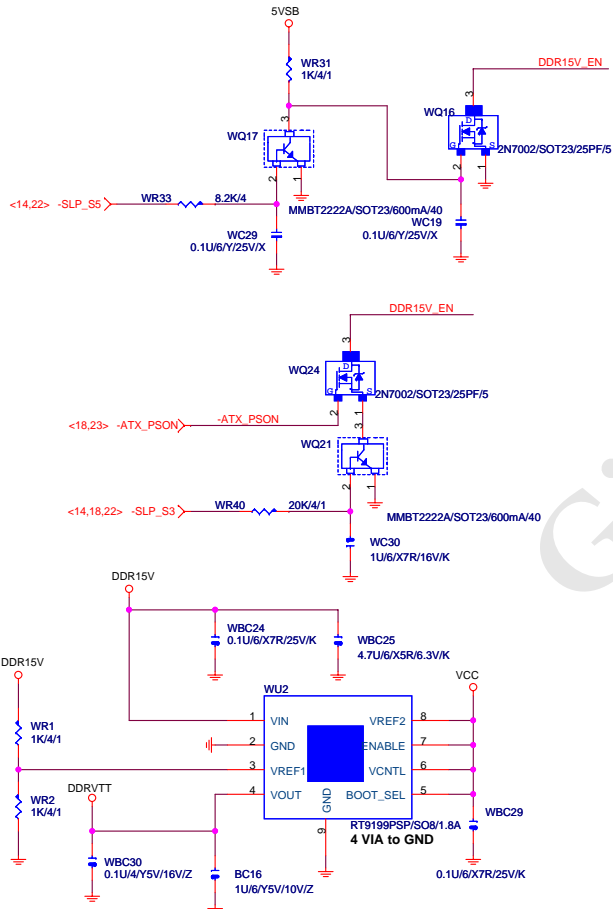 5VSB
WR31
1K/4/1
DDR15V_EN
3
WQ16
D
G
S
2N7002/SOT23/25PF/5
2
1
3
WQ17
2
1
MMBT2222A/SOT23/600mA/40
<14,22> -SLP_S5
WR33
8.2K/4
WC29
0.1U/6/Y/25V/X
WC19
0.1U/6/Y/25V/X
DDR15V_EN
3
WQ24
D
G
S
2N7002/SOT23/25PF/5
2
1
<18,23> -ATX_PSON
-ATX_PSON
3
WQ21
2
1
<14,18,22> -SLP_S3
WR40
20K/4/1
MMBT2222A/SOT23/600mA/40
WC30
1U/6/X7R/16V/K
DDR15V
WBC24
0.1U/6/X7R/25V/K
WBC25
4.7U/6/X5R/6.3V/K
DDR15V
WR1
1K/4/1
WR2
1K/4/1
WU2
VCC
1 VIN VREF2 8
2 GND ENABLE 7
3 VREF1 VCNTL 6
4 VOUT BOOT_SEL 5
GND
9
RT9199PSP/SO8/1.8A
4 VIA to GND
DDRVTT
WBC30
0.1U/4/Y5V/16V/Z
BC16
1U/6/Y5V/10V/Z
WBC29
0.1U/6/X7R/25V/K
Gi